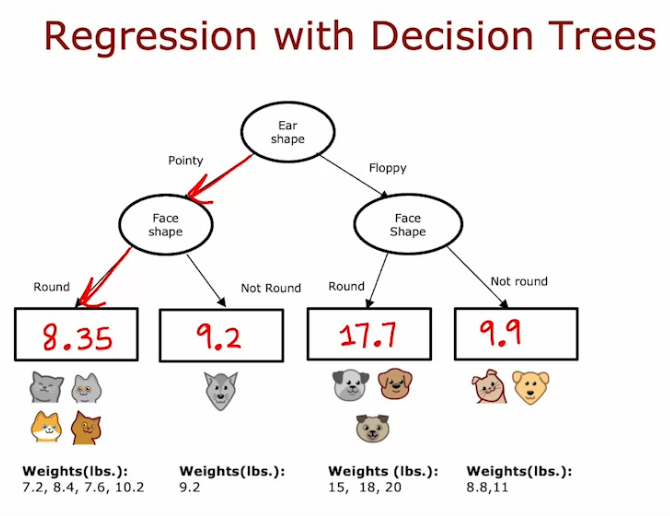 Regression with Decision Trees
Ear
shape
Pointy
Floppy
Face
shape
Face
Shape
Round
Not Round
Round
Not round
8.35
9.2
17.7
9.9
Weights(lbs.):
7.2, 8.4, 7.6, 10.2
Weights(lbs.):
9.2
Weights (lbs.):
15, 18, 20
Weights(lbs.):
8.8,11